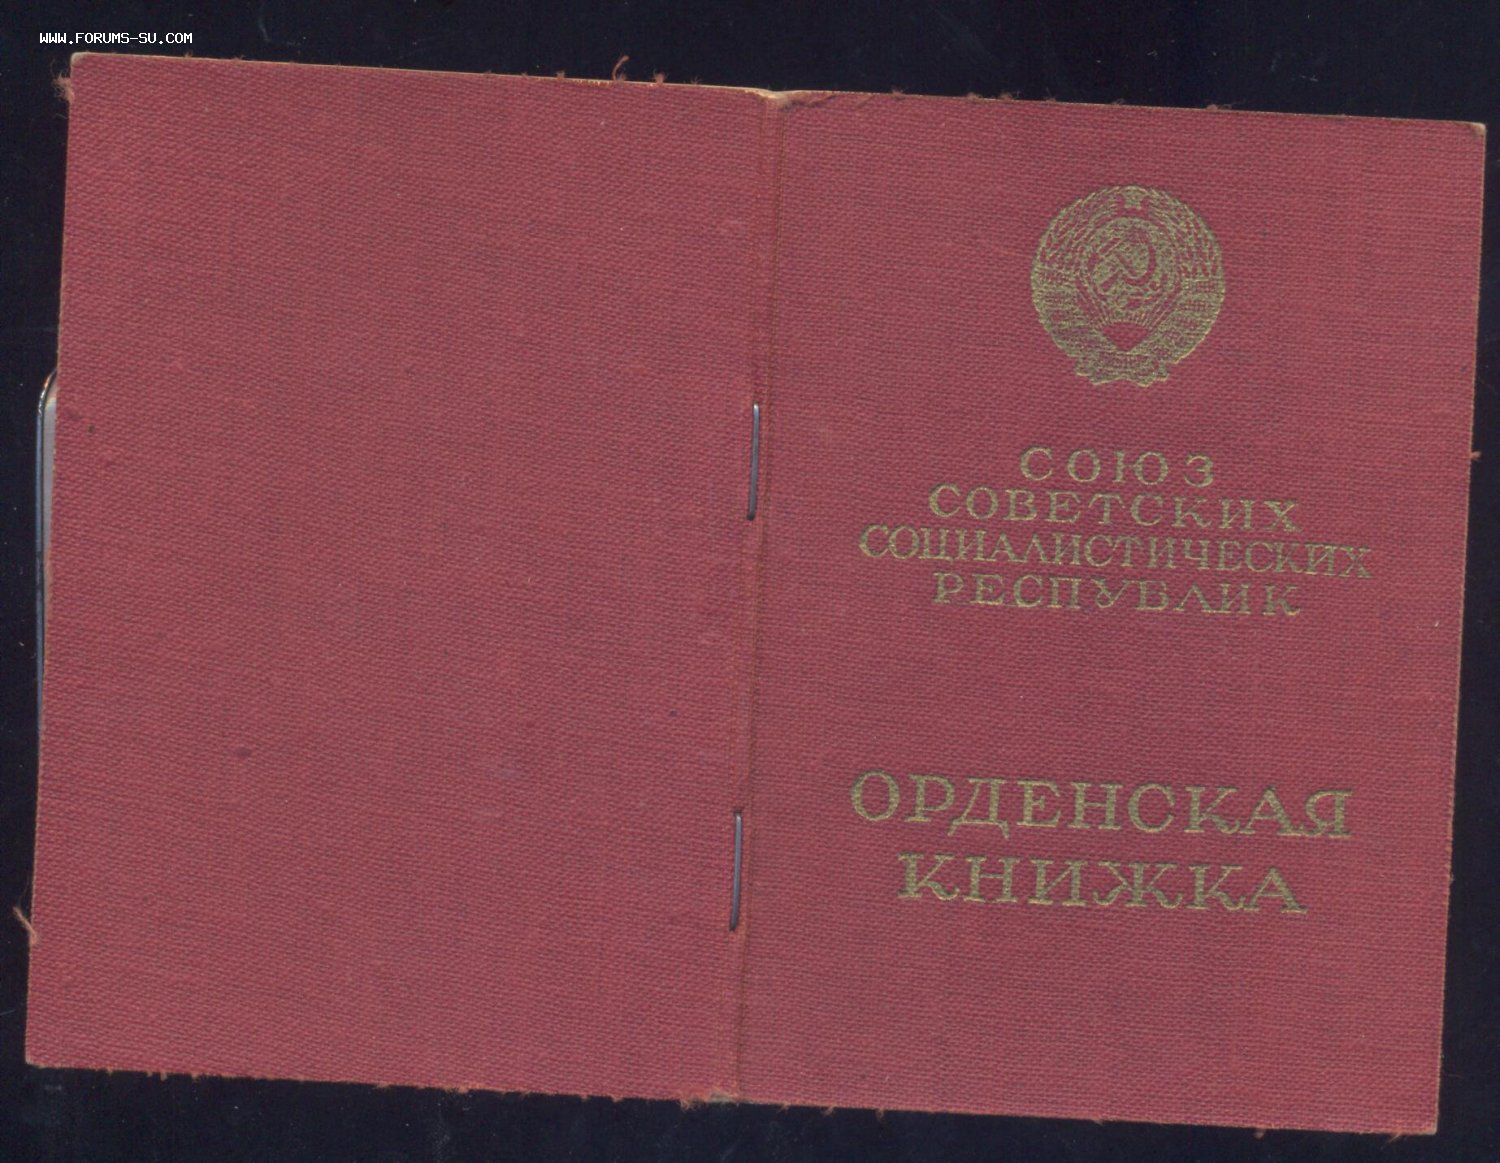 WWW.FORUMS-SU.COM
СОЮЗ
СОВЕТСКИХ
СОЦИАЛИСТИЧЕСКИХ
РЕСПУБЛИК
ОРДЕНСКАЯ
КНИЖКА